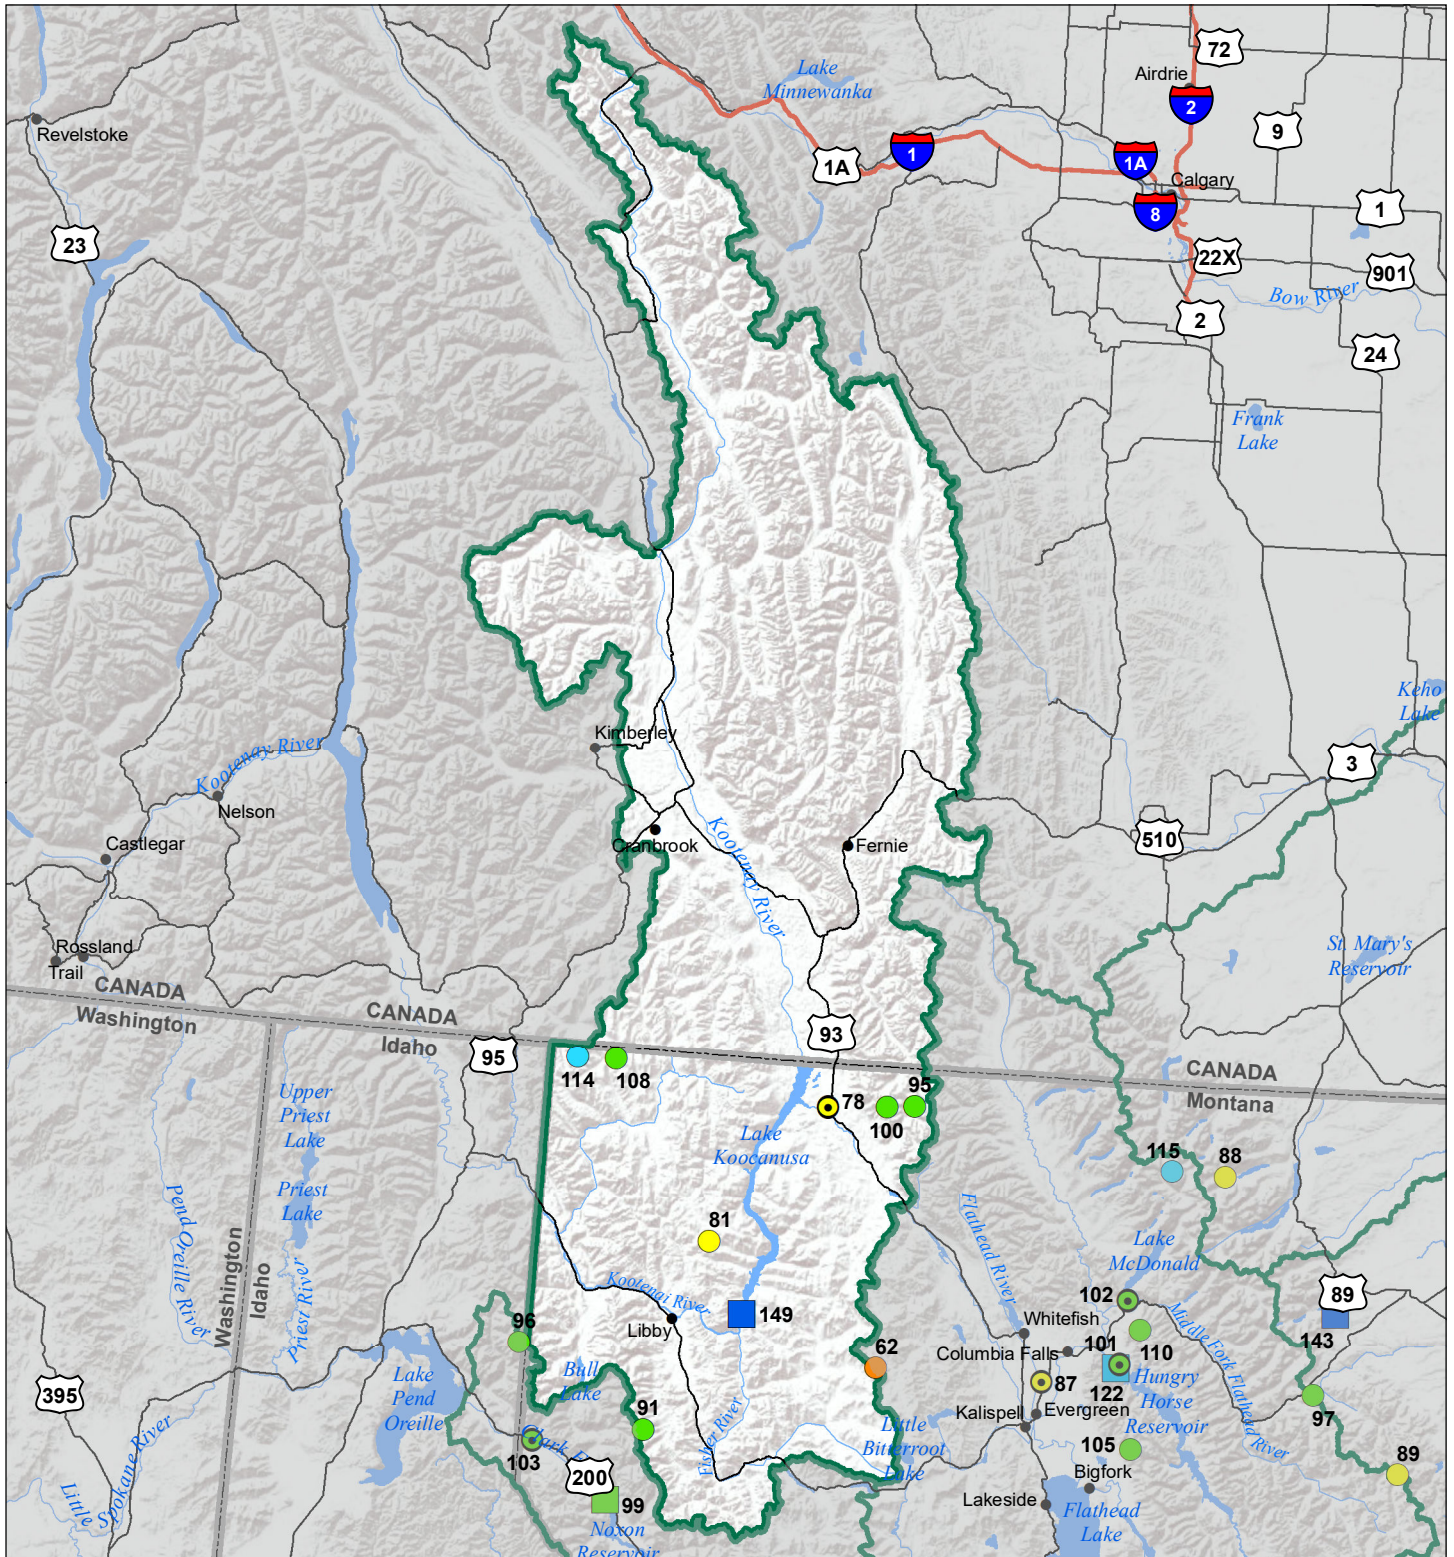 72
Airdrie
2
Lake
Minnewanka
9
Revelstoke
1
1A
1A
Calgary
8
1
23
22X
901
Bow River
2
24
Frank
Lake
Keho
Lake
Kimberley
3
Kootenay River
Nelson
Castlegar
Cranbrook
Kootenay River
Fernie
510
Rossland
Trail
St. Mary's
Reservoir
CANADA
Washington
CANADA
Idaho
95
93
114
108
CANADA
Montana
95
78
100
Upper
Priest
Lake
Lake
Koocanusa
115
88
Priest
Lake
Pend Oreille River
Priest River
Washington
Idaho
81
Flathead River
Lake
McDonald
Kootenai River
149
Libby
102
89
143
Whitefish
Columbia Falls
101
110
Middle Fork Flathead River
96
62
Bull
Lake
Lake
Pend
Oreille
395
87
122
Hungry
Horse
Reservoir
Evergreen
Kalispell
97
91
Fisher River
Little
Bitterroot
Lake
105
Bigfork
89
103
200
99
Noxon
Reservoir
Lakeside
Flathead
Lake
Little
Spokane River